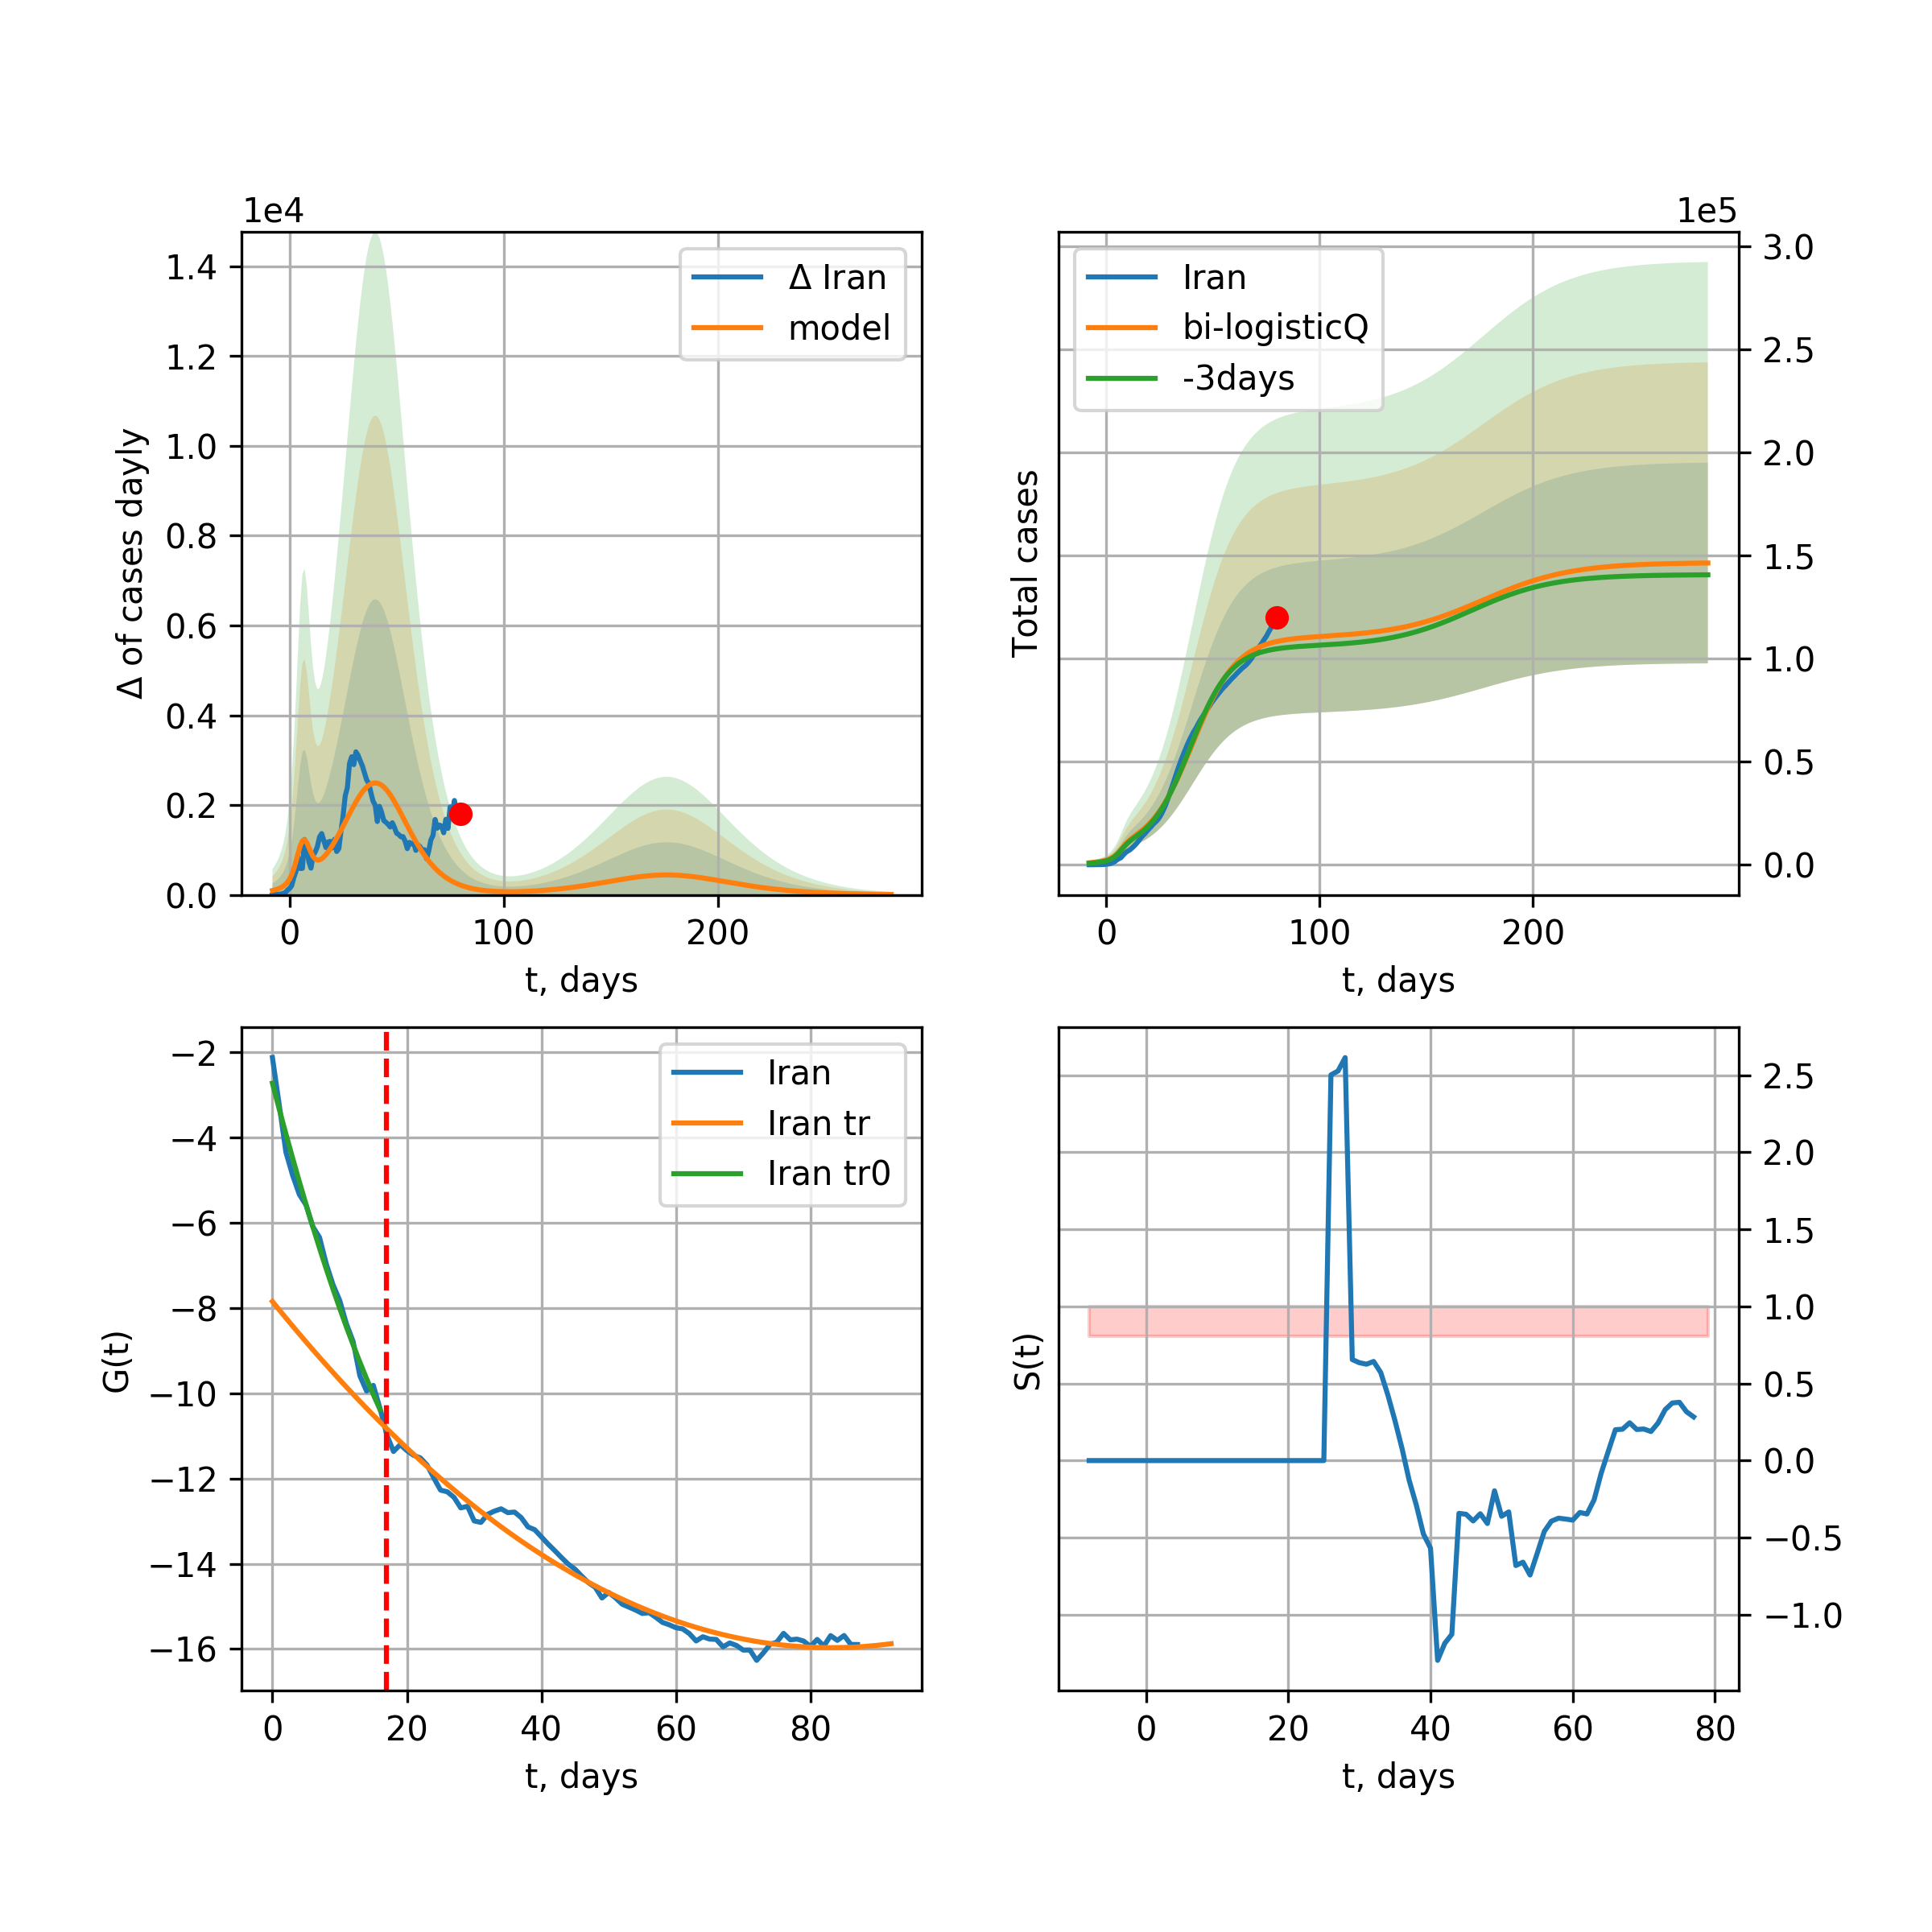 1e4
1.4
1.2
1.0
0.8
0.6
0.4
0.2
0.0
Δ of cases dayly
Δ Iran
model
0
100
200
t, days
1e5
3.0
2.5
2.0
1.5
1.0
0.5
0.0
Total cases
Iran
bi-logisticQ
-3days
0
100
200
t, days
−2
−4
−6
−8
−10
−12
−14
−16
G(t)
Iran
Iran tr
Iran tr0
0
20
40
60
80
t, days
2.5
2.0
1.5
1.0
0.5
0.0
−0.5
−1.0
S(t)
0
20
40
60
80
t, days